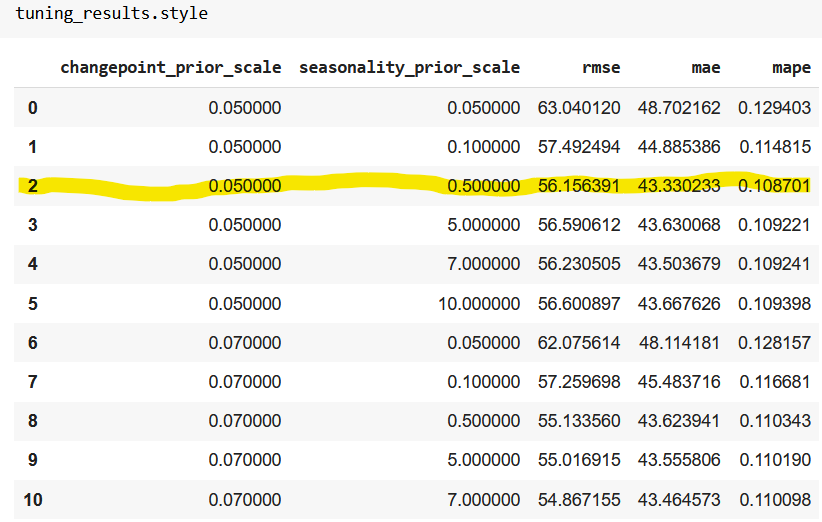 tuning_results.style
changepoint_prior_scale seasonality_prior_scale rmse mae mape
0 0.050000 0.050000 63.040120 48.702162 0.129403
1 0.050000 0.100000 57.492494 44.885386 0.114815
2 0.050000 0.500000 56.156391 43.330233 0.108701
3 0.050000 5.000000 56.590612 43.630068 0.109221
4 0.050000 7.000000 56.230505 43.503679 0.109241
5 0.050000 10.000000 56.600897 43.667626 0.109398
6 0.070000 0.050000 62.075614 48.114181 0.128157
7 0.070000 0.100000 57.259698 45.483716 0.116681
8 0.070000 0.500000 55.133560 43.623941 0.110343
9 0.070000 5.000000 55.016915 43.555806 0.110190
10 0.070000 7.000000 54.867155 43.464573 0.110098